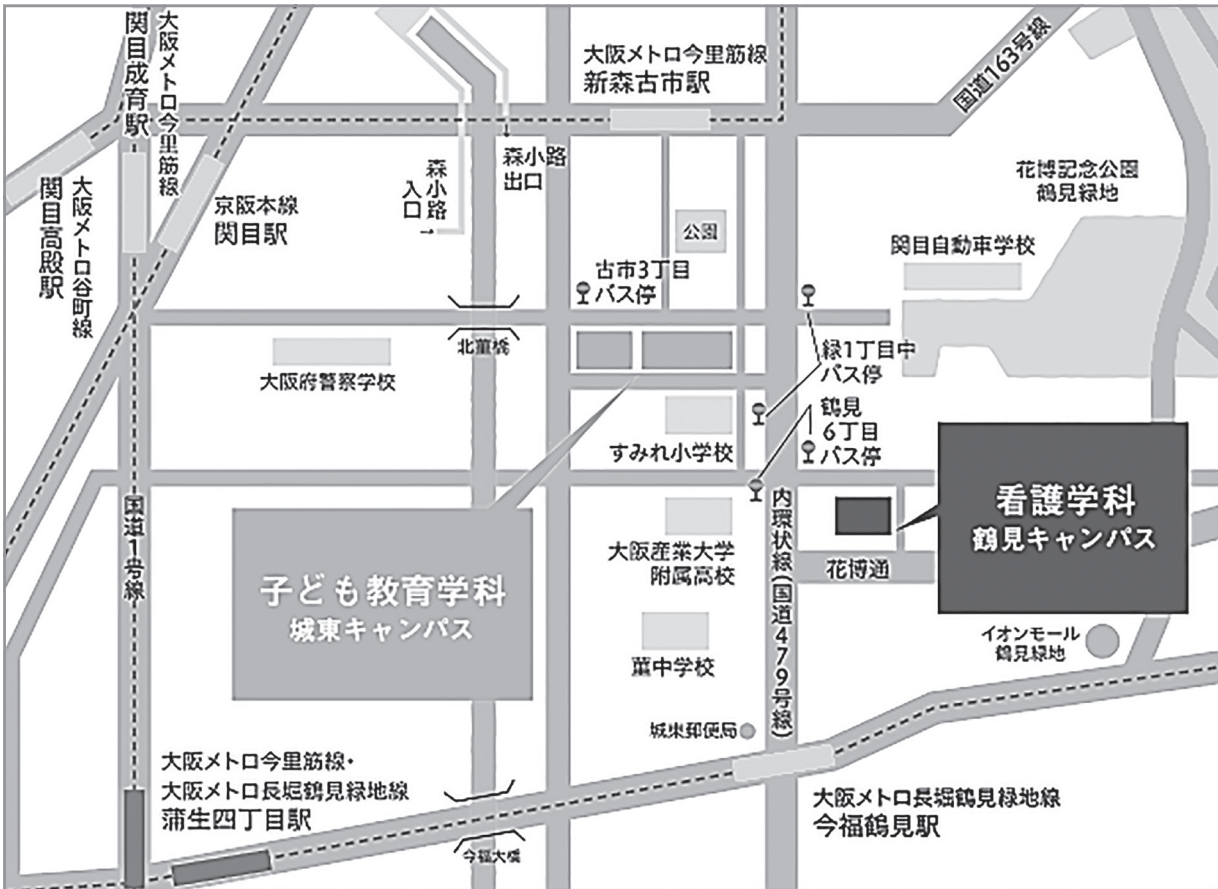 大阪メトロ今里筋線
関目成育駅
大阪メトロ谷町線
関目高殿駅
京阪本線
関目駅
森小路
入口
森小路
出口
大阪メトロ今里筋線
新森古市駅
国道163号線
花博記念公園
鶴見緑地
関目自動車学校
公園
古市3丁目
バス停
北菫橋
大阪府警察学校
緑1丁目中
バス停
鶴見
6丁目
バス停
すみれ小学校
国道1号線
子ども教育学科
城東キャンパス
大阪産業大学
附属高校
菫中学校
内環状線(国道479号線)
看護学科
鶴見キャンパス
花博通
イオンモール
鶴見緑地
城東郵便局
大阪メトロ今里筋線・
大阪メトロ長堀鶴見緑地線
蒲生四丁目駅
今福大橋
大阪メトロ長堀鶴見緑地線
今福鶴見駅